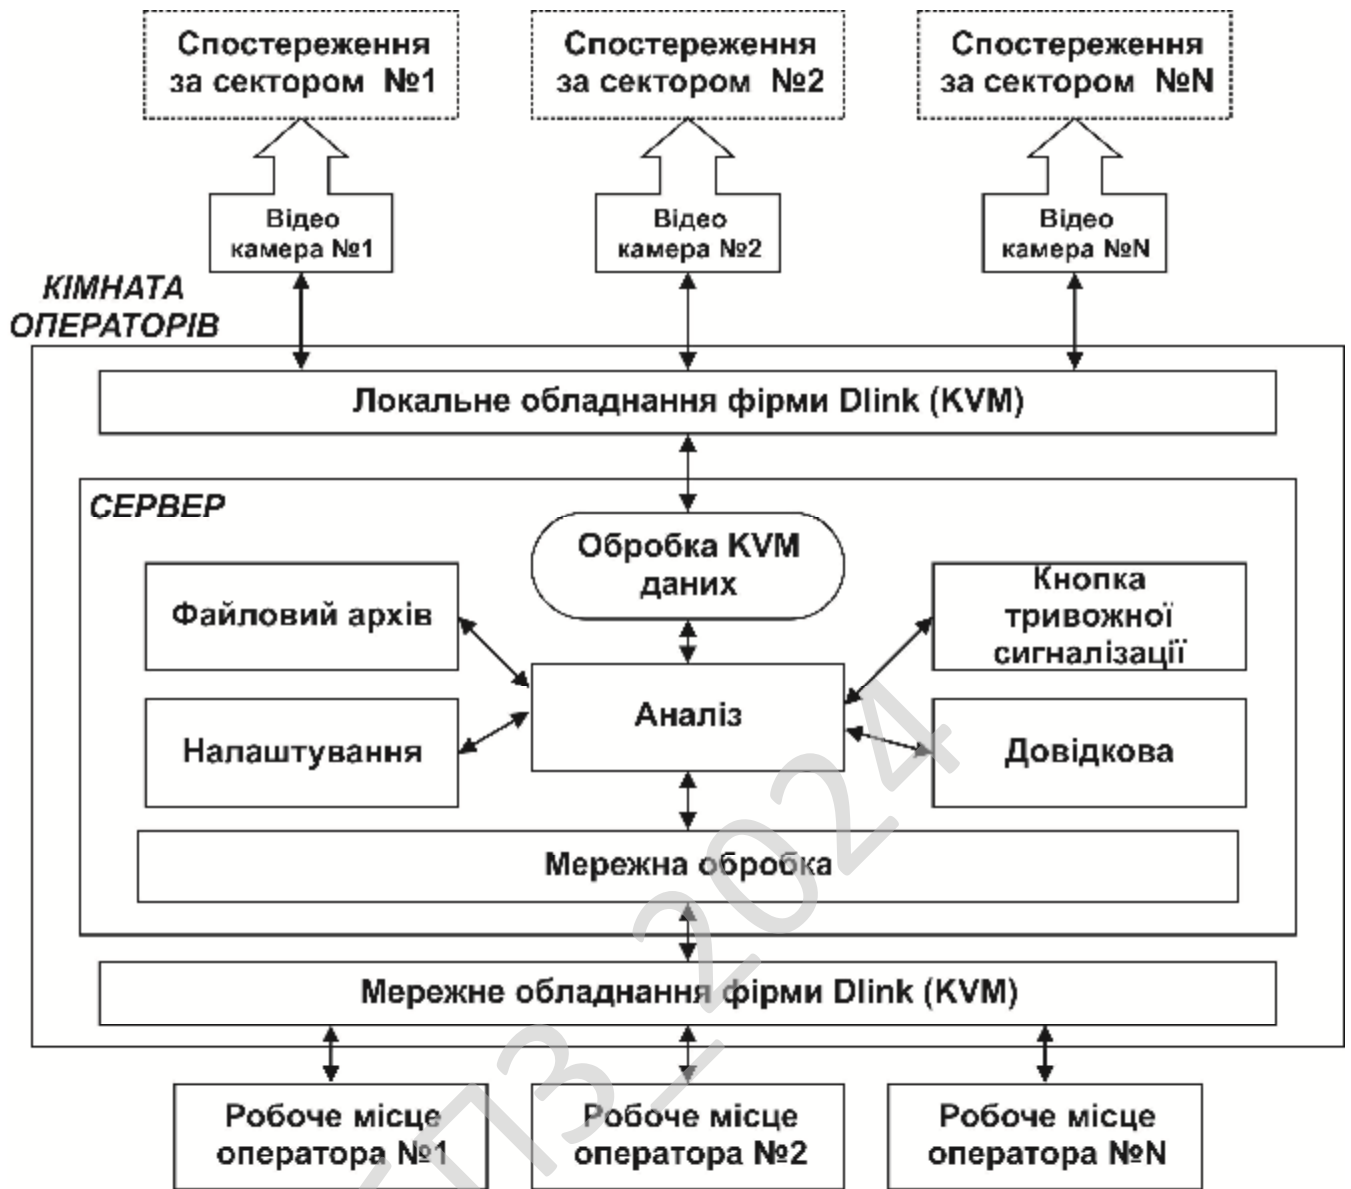 Спостереження
за сектором №1
Спостереження
за сектором №2
Спостереження
за сектором №N
Відео
камера №1
Відео
камера №2
Відео
камера №N
КІМНАТА
ОПЕРАТОРІВ
Локальне обладнання фірми Dlink (KVM)
СЕРВЕР
Обробка KVM
даних
Файловий архів
Кнопка
тривожної
сигналізації
Аналіз
Налаштування
Довідкова
Мережна обробка
Мережне обладнання фірми Dlink (KVM)
Робоче місце
оператора №1
Робоче місце
оператора №2
Робоче місце
оператора №N
ПЗ_2024